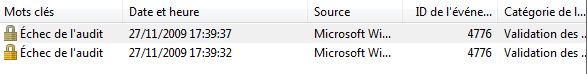 Mots clés Date et heure Source ID de l'événe... Catégorie de l...
Échec de l'audit 27/11/2009 17:39:37 Microsoft Wi... 4776 Validation des ...
Échec de l'audit 27/11/2009 17:39:32 Microsoft Wi... 4776 Validation des ...